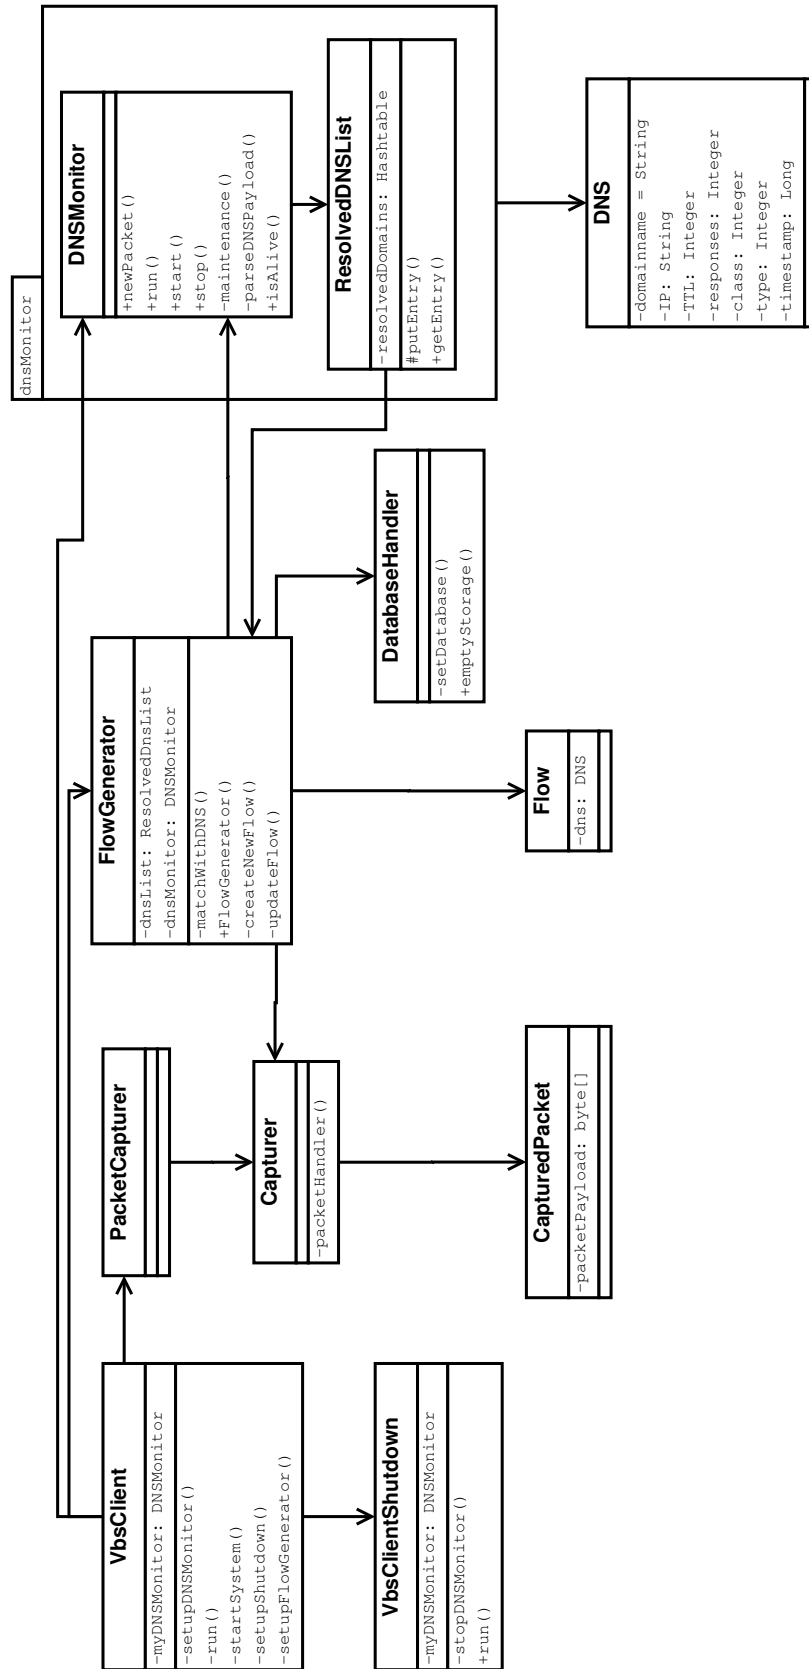 VbsClient
-myDNSMonitor: DNSMonitor
-setupDNSMonitor()
-run()
-startSystem()
-setupShutdown()
-setupFlowGenerator()
VbsClientShutdown
-myDNSMonitor: DNSMonitor
-stopDNSMonitor()
+run()
PacketCapturer
Capturer
-packetHandler()
CapturedPacket
-packetPayload: byte[]
FlowGenerator
-dnsList: ResolvedDnsList
-dnsMonitor: DNSMonitor
-matchWithDNS()
+FlowGenerator()
-createNewFlow()
-updateFlow()
Flow
-dns: DNS
DatabaseHandler
-setDatabase()
+emptyStorage()
dnsMonitor
DNSMonitor
+newPacket()
+run()
+start()
+stop()
-maintenance()
-parseDNSPayload()
+isAlive()
ResolvedDNSList
-resolvedDomains: Hashtable
#putEntry()
+getEntry()
DNS
-domainname = String
-IP: String
-TTL: Integer
-responses: Integer
-class: Integer
-type: Integer
-timestamp: Long